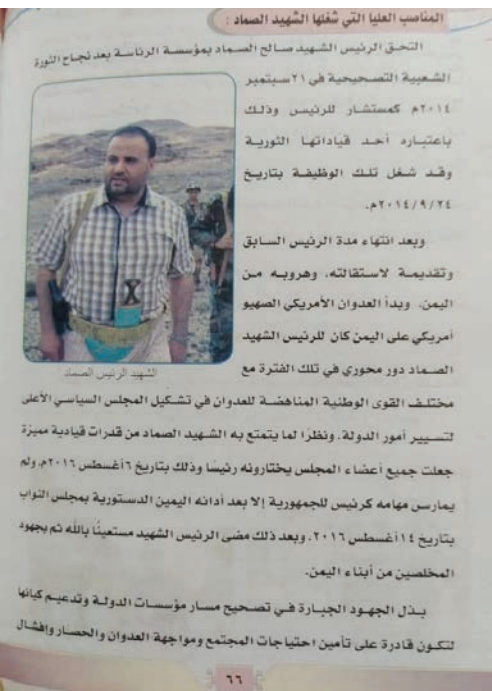 المناصب العليا التي شغلها الشهيد الصماد :
التحق الرئيس الشهيد صالح الصماد بمؤسسة الرئاسة بعد نجاح الثورة
الشعبية التصحيحية في ٢١ سبتمبر
٢٠١٤م كمستشار للرئيس وذلك
باعتباره أحد قياداتها الثورية
وقد شغل تلك الوظيفة بتاريخ
٢٠١٤/٩/٢٤م.
وبعد انتهاء مدة الرئيس السابق
وتقديمة لاستقالته، وهروبه من
اليمن، وبدأ العدوان الأمريكي الصهيو
أمريكي على اليمن كان للرئيس الشهيد
الصماد دور محوري في تلك الفترة مع
الشهيد الرئيس الصماد
مختلف القوى الوطنية المناهضة للعدوان في تشكيل المجلس السياسي الأعلى
لتسيير أمور الدولة، ونظرًا لما يتمتع به الشهيد الصماد من قدرات قيادية مميزة
جعلت جميع أعضاء المجلس يختارونه رئيسًا وذلك بتاريخ ٦ أغسطس ٢٠١٦م، ولم
يمارس مهامه كرئيس للجمهورية إلا بعد أدائه اليمين الدستورية بمجلس النواب
بتاريخ ١٤ أغسطس ٢٠١٦، وبعد ذلك مضى الرئيس الشهيد مستعينًا بالله ثم بجهود
المخلصين من أبناء اليمن.
بذل الجهود الجبارة في تصحيح مسار مؤسسات الدولة وتدعيم كيانها
لتكون قادرة على تأمين احتياجات المجتمع ومواجهة العدوان والحصار وإفشال
٦٦